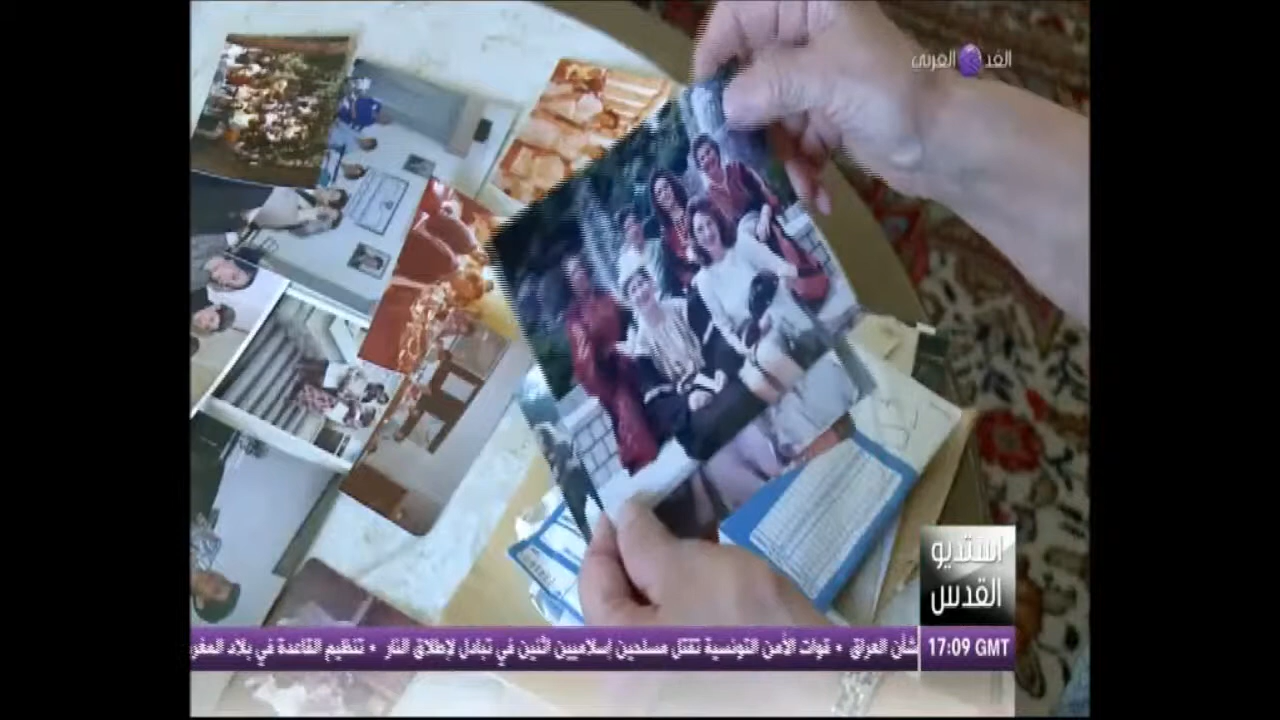 الغد العربي
استديو
القدس
شأن العراق • قوات الأمن التونسية تقتل مسلحين إسلاميين اثنين في تبادل لإطلاق النار • تنظيم القاعدة في بلاد المغر
17:09 GMT